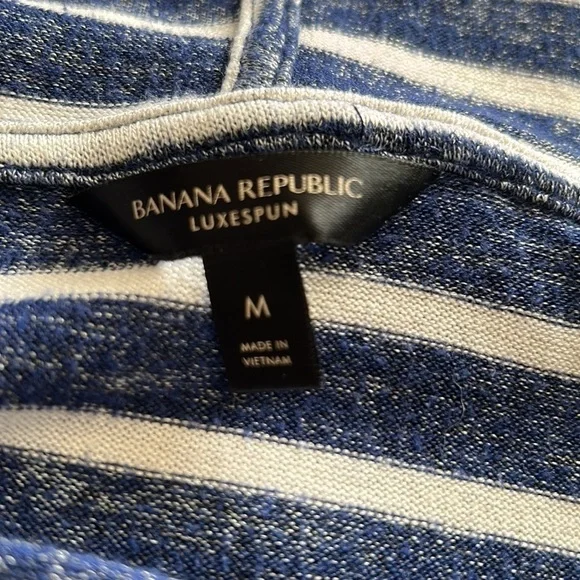 BANANA REPUBLIC
LUXESPUN
M
MADE IN
VIETNAM